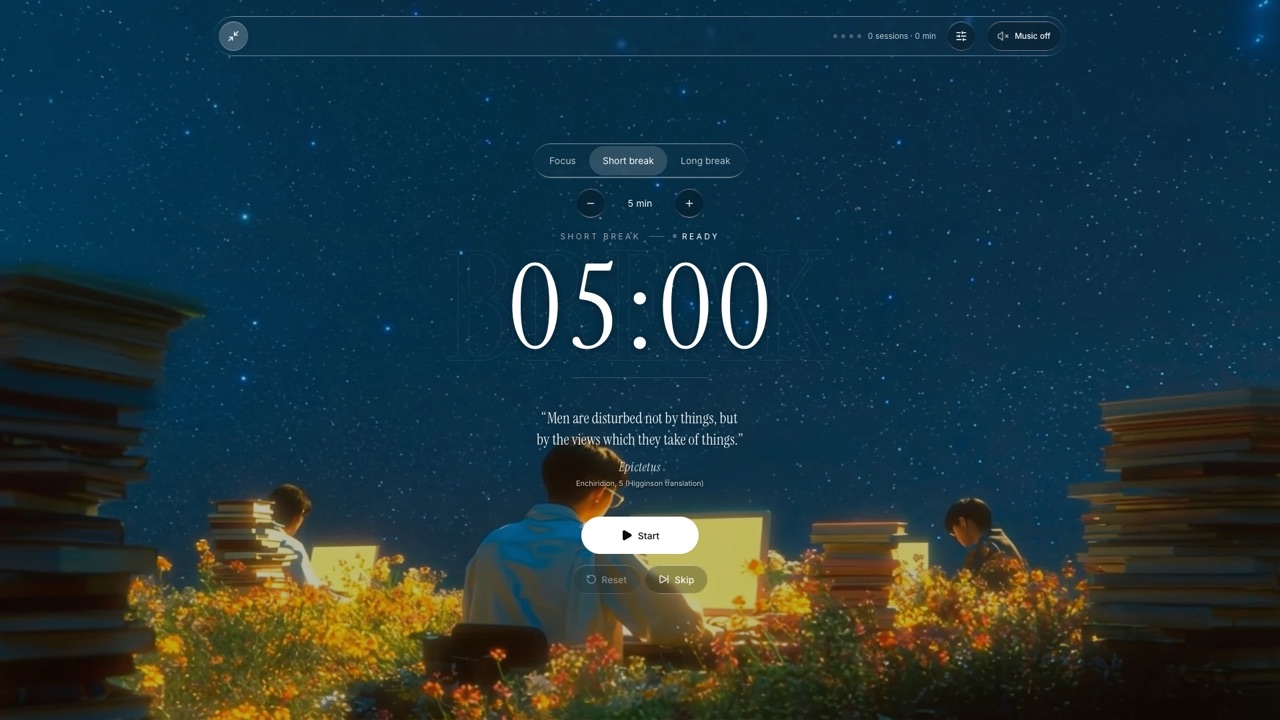 0 sessions · 0 min
Music off
Focus
Short break
Long break
5 min
SHORT BREAK
READY
BREAK
05:00
“Men are disturbed not by things, but
by the views which they take of things.”
Epictetus
Enchiridion, 5 (Higginson translation)
Start
Reset
Skip